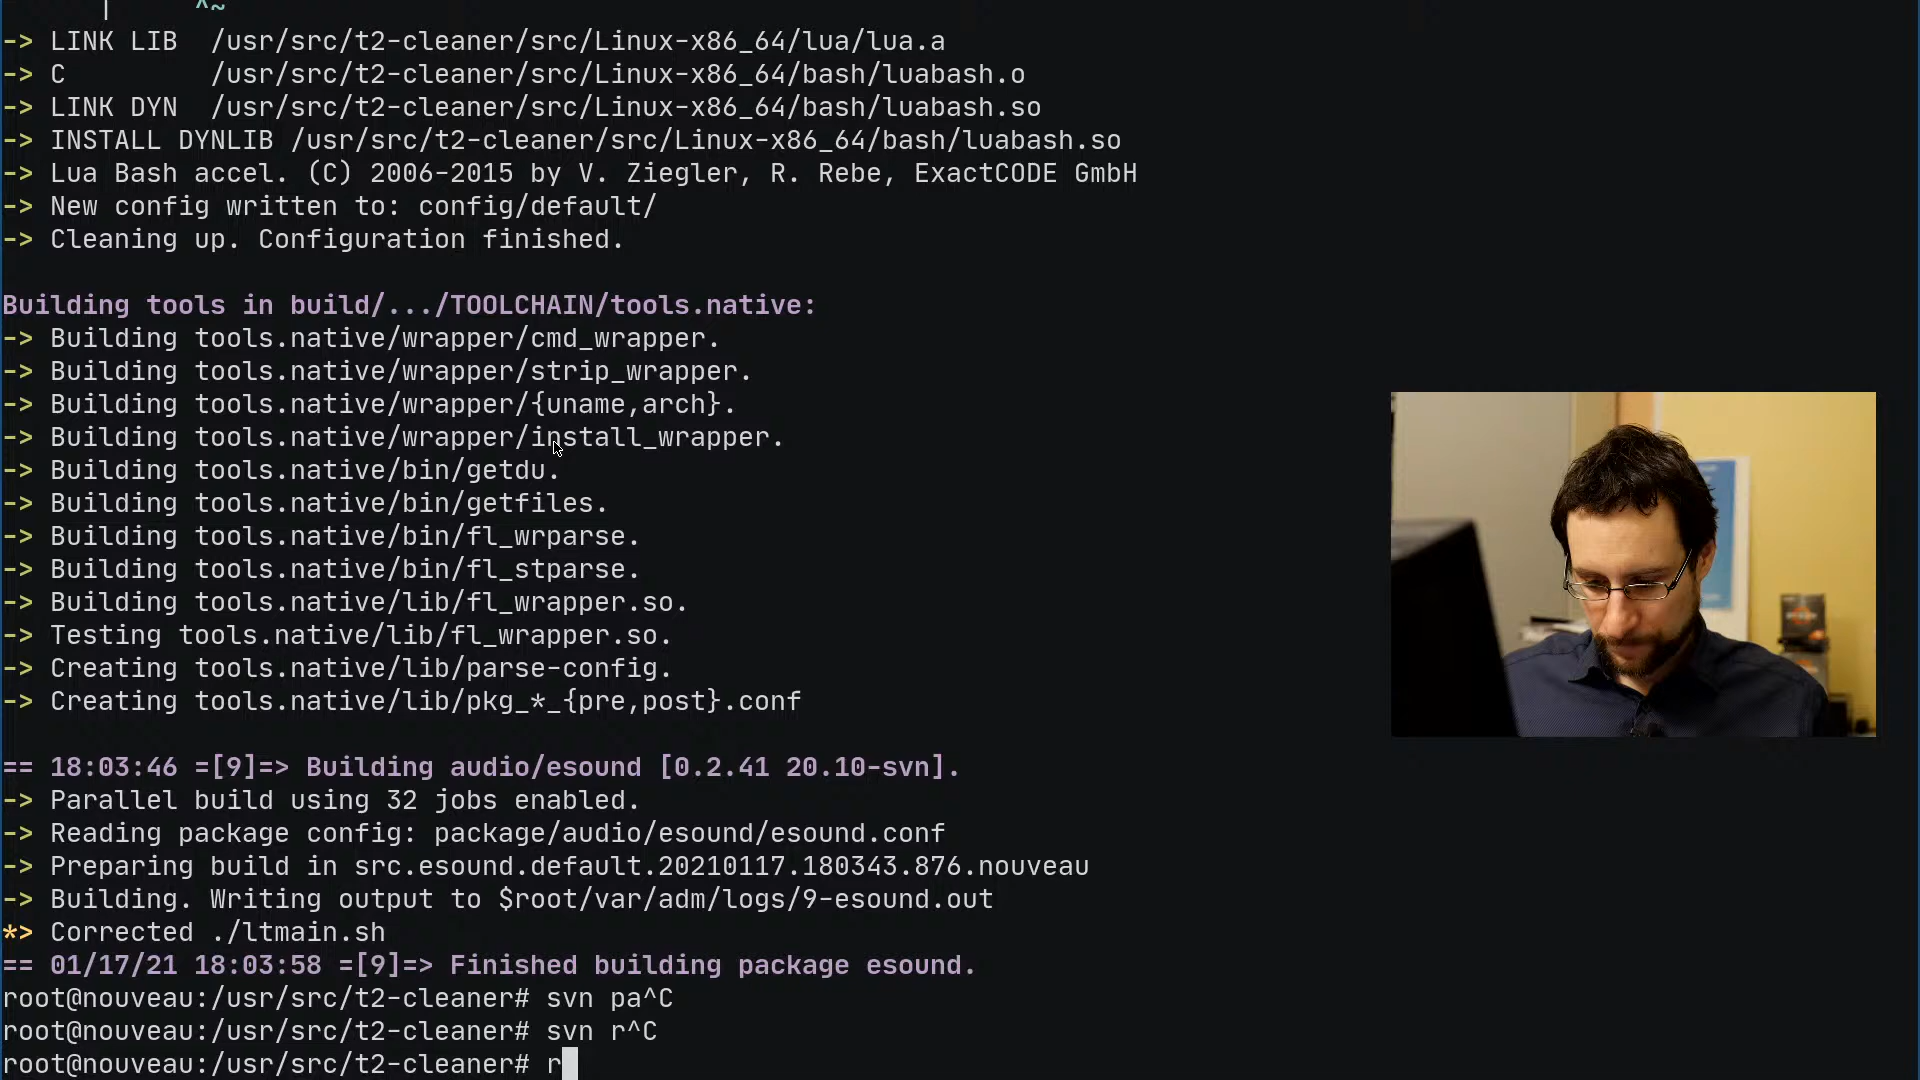 |     ^~
-> LINK LIB  /usr/src/t2-cleaner/src/Linux-x86_64/lua/lua.a
-> C         /usr/src/t2-cleaner/src/Linux-x86_64/bash/luabash.o
-> LINK DYN  /usr/src/t2-cleaner/src/Linux-x86_64/bash/luabash.so
-> INSTALL DYNLIB /usr/src/t2-cleaner/src/Linux-x86_64/bash/luabash.so
-> Lua Bash accel. (C) 2006-2015 by V. Ziegler, R. Rebe, ExactCODE GmbH
-> New config written to: config/default/
-> Cleaning up. Configuration finished.
Building tools in build/.../TOOLCHAIN/tools.native:
-> Building tools.native/wrapper/cmd_wrapper.
-> Building tools.native/wrapper/strip_wrapper.
-> Building tools.native/wrapper/{uname,arch}.
-> Building tools.native/wrapper/install_wrapper.
-> Building tools.native/bin/getdu.
-> Building tools.native/bin/getfiles.
-> Building tools.native/bin/fl_wrparse.
-> Building tools.native/bin/fl_stparse.
-> Building tools.native/lib/fl_wrapper.so.
-> Testing tools.native/lib/fl_wrapper.so.
-> Creating tools.native/lib/parse-config.
-> Creating tools.native/lib/pkg_*_{pre,post}.conf
== 18:03:46 =[9]=> Building audio/esound [0.2.41 20.10-svn].
-> Parallel build using 32 jobs enabled.
-> Reading package config: package/audio/esound/esound.conf
-> Preparing build in src.esound.default.20210117.180343.876.nouveau
-> Building. Writing output to $root/var/adm/logs/9-esound.out
*> Corrected ./ltmain.sh
== 01/17/21 18:03:58 =[9]=> Finished building package esound.
root@nouveau:/usr/src/t2-cleaner# svn pa^C
root@nouveau:/usr/src/t2-cleaner# svn r^C
root@nouveau:/usr/src/t2-cleaner# r